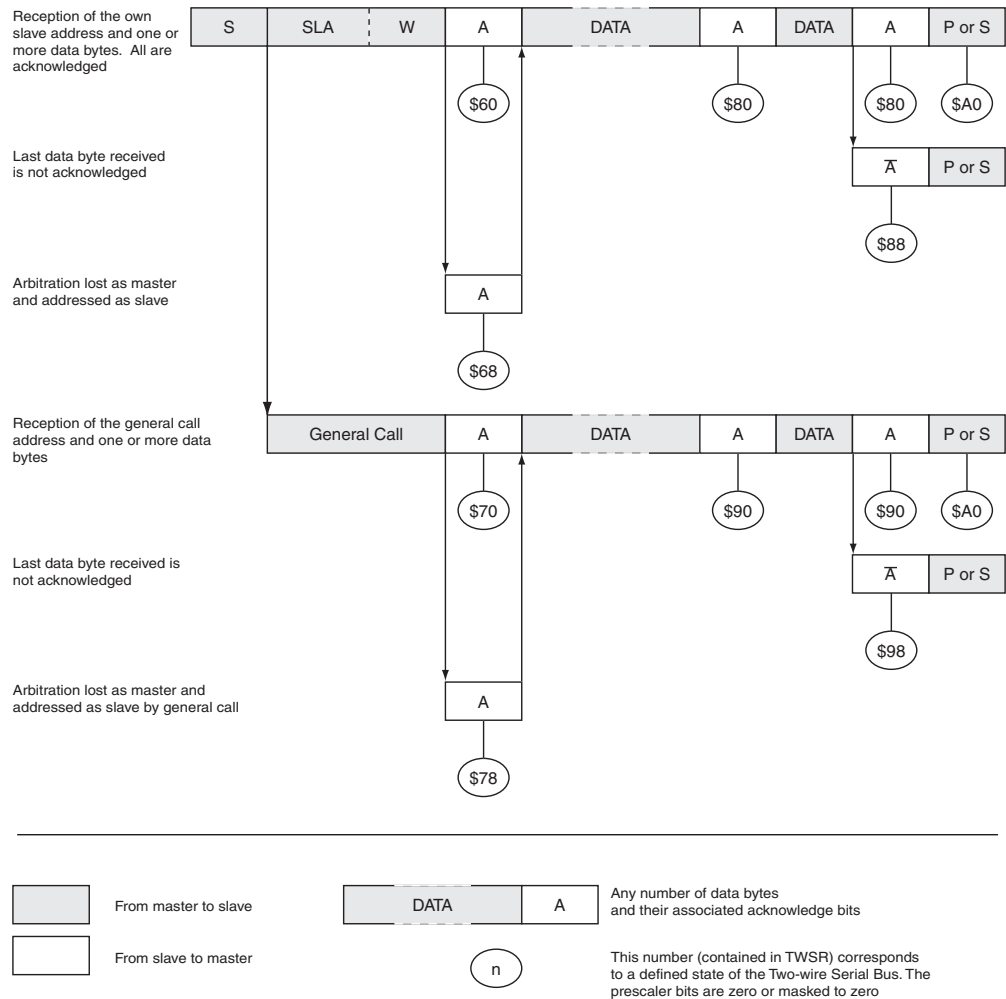 Reception of the own
slave address and one or
more data bytes. All are
acknowledged
S SLA W A DATA A DATA A P or S
$60 $80 $80 $A0
Last data byte received
is not acknowledged
A̅ P or S
$88
Arbitration lost as master
and addressed as slave
A
$68
Reception of the general call
address and one or more data
bytes
General Call A DATA A DATA A P or S
$70 $90 $90 $A0
Last data byte received is
not acknowledged
A̅ P or S
$98
Arbitration lost as master and
addressed as slave by general call
A
$78
From master to slave
DATA A
Any number of data bytes
and their associated acknowledge bits
From slave to master
n
This number (contained in TWSR) corresponds
to a defined state of the Two-wire Serial Bus. The
prescaler bits are zero or masked to zero